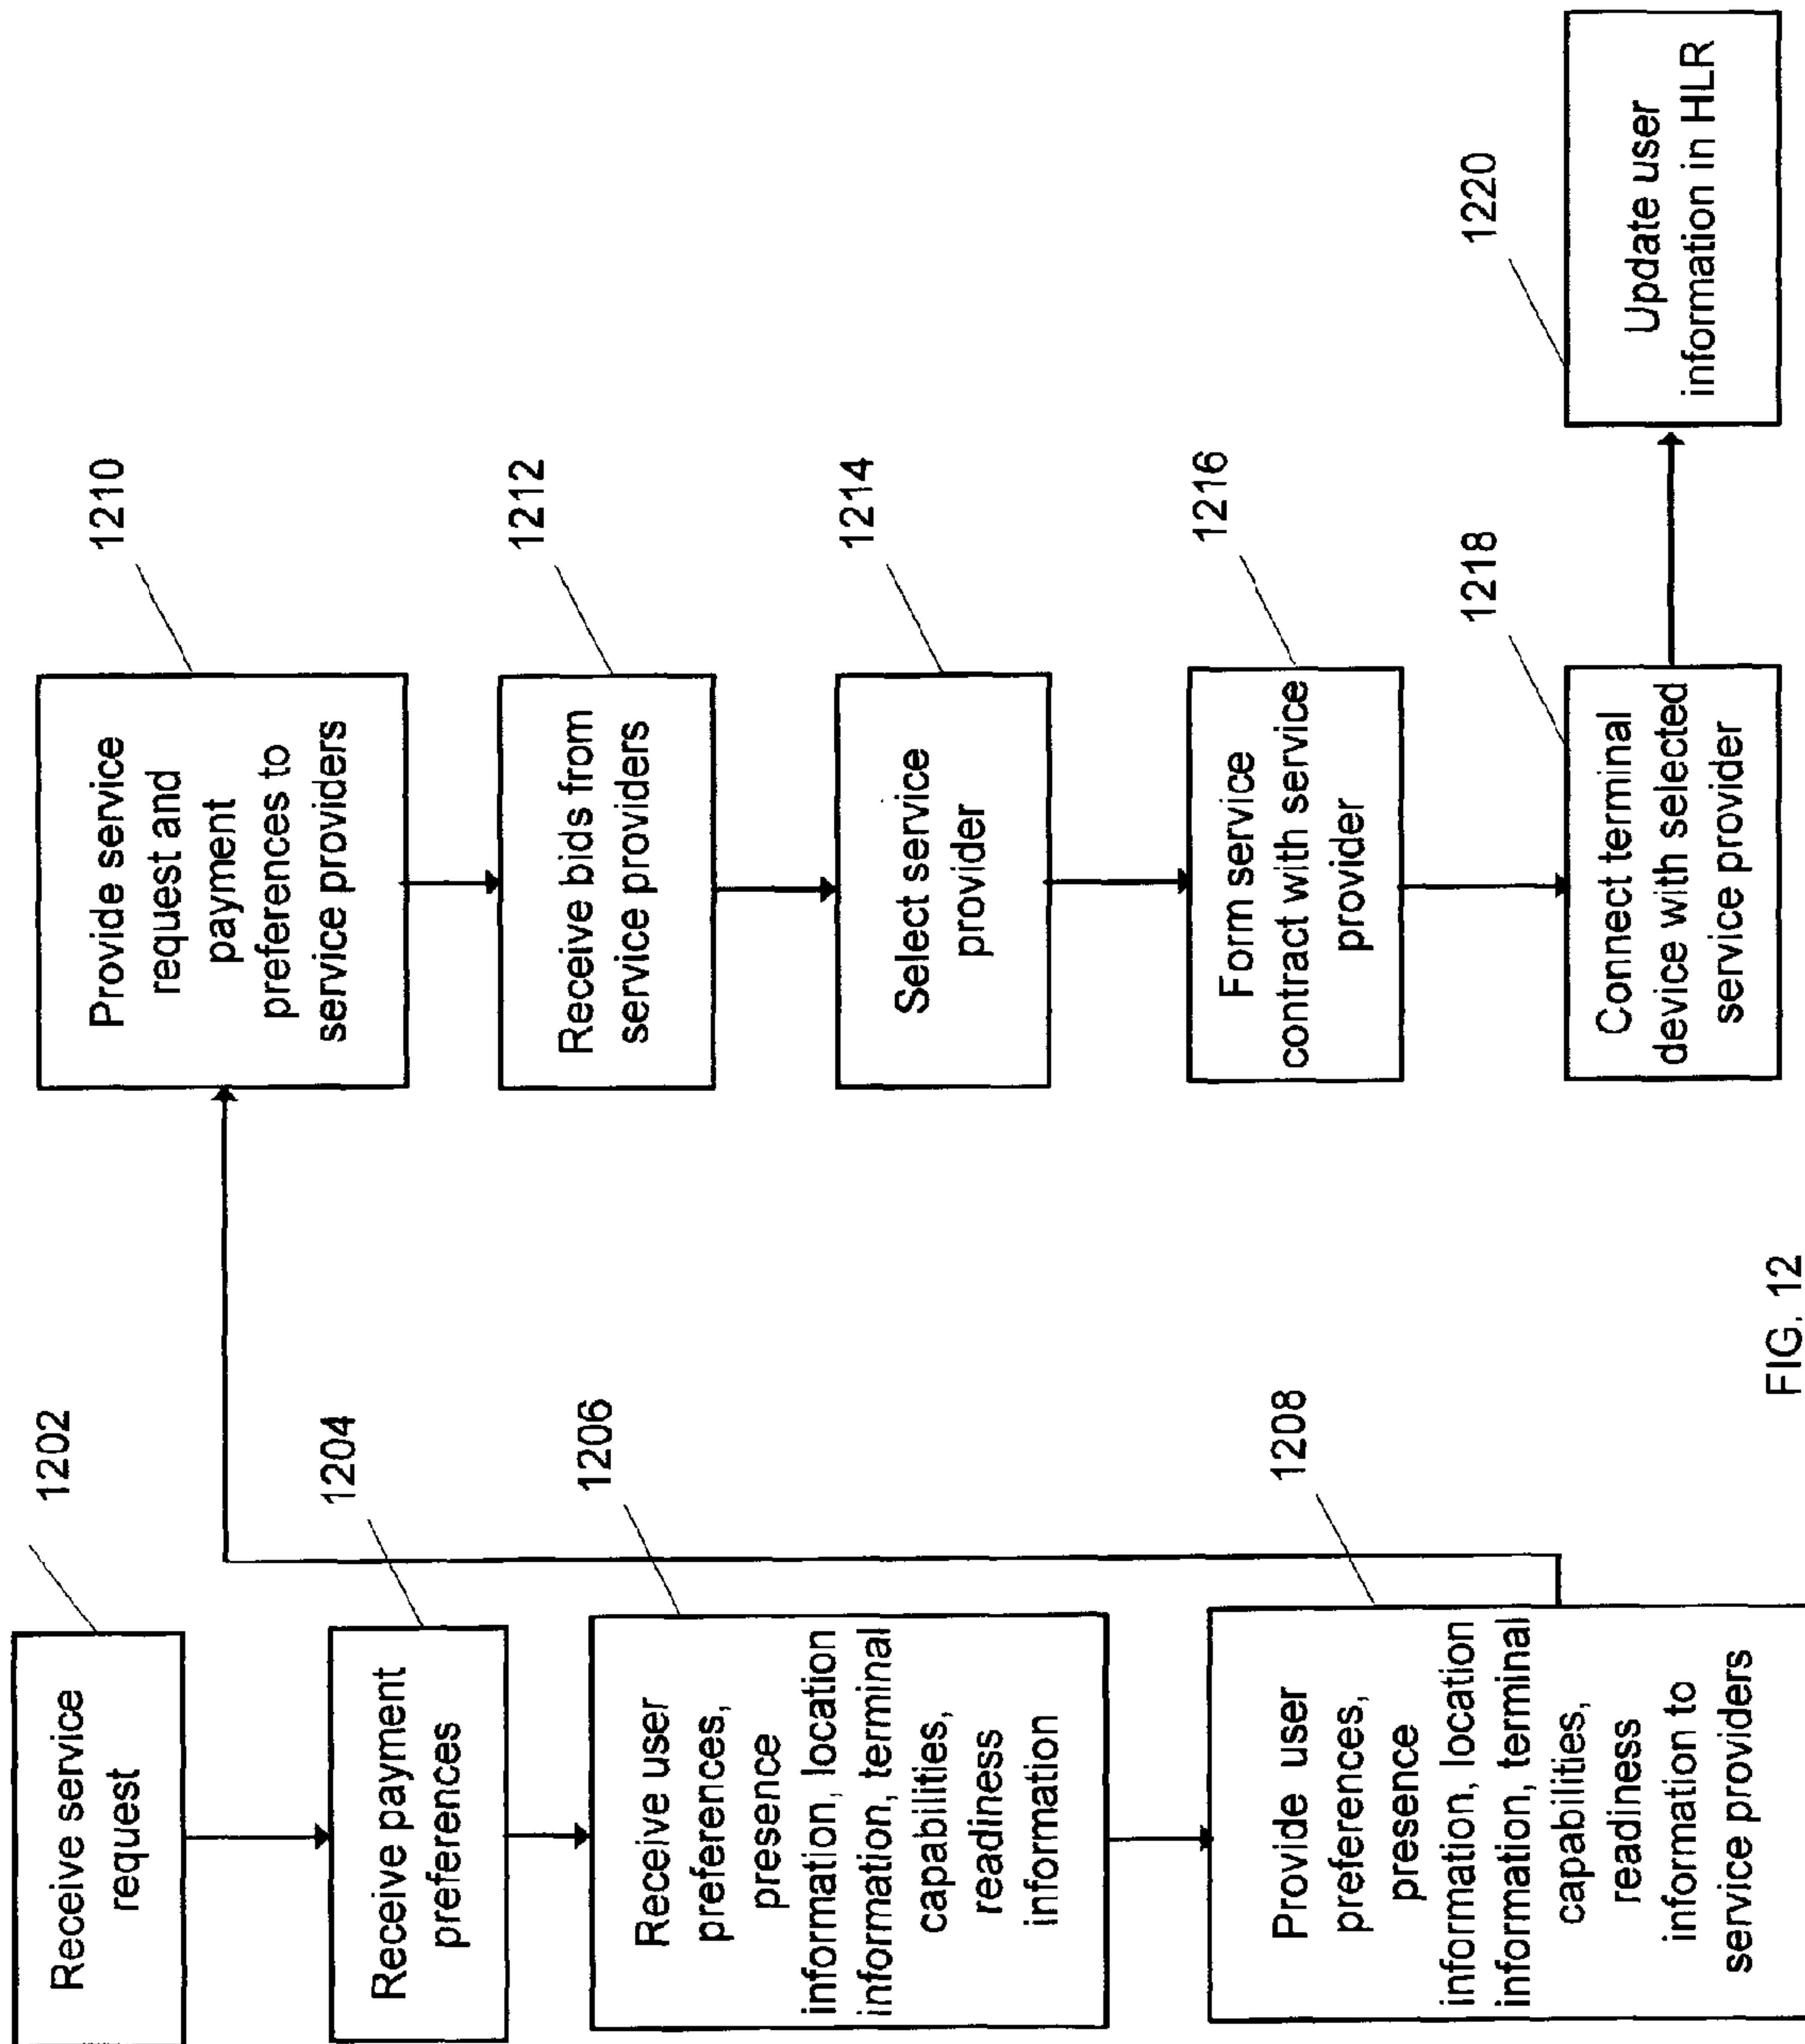 1202
Receive service
request
1204
Receive payment
preferences
1206
Receive user
preferences,
presence
information, location
information, terminal
capabilities,
readiness
information
1208
Provide user
preferences,
presence
information, location
information, terminal
capabilities,
readiness
information to
service providers
1210
Provide service
request and
payment
preferences to
service providers
1212
Receive bids from
service providers
1214
Select service
provider
1216
Form service
contract with service
provider
1218
Connect terminal
device with selected
service provider
1220
Update user
information in HLR
FIG. 12